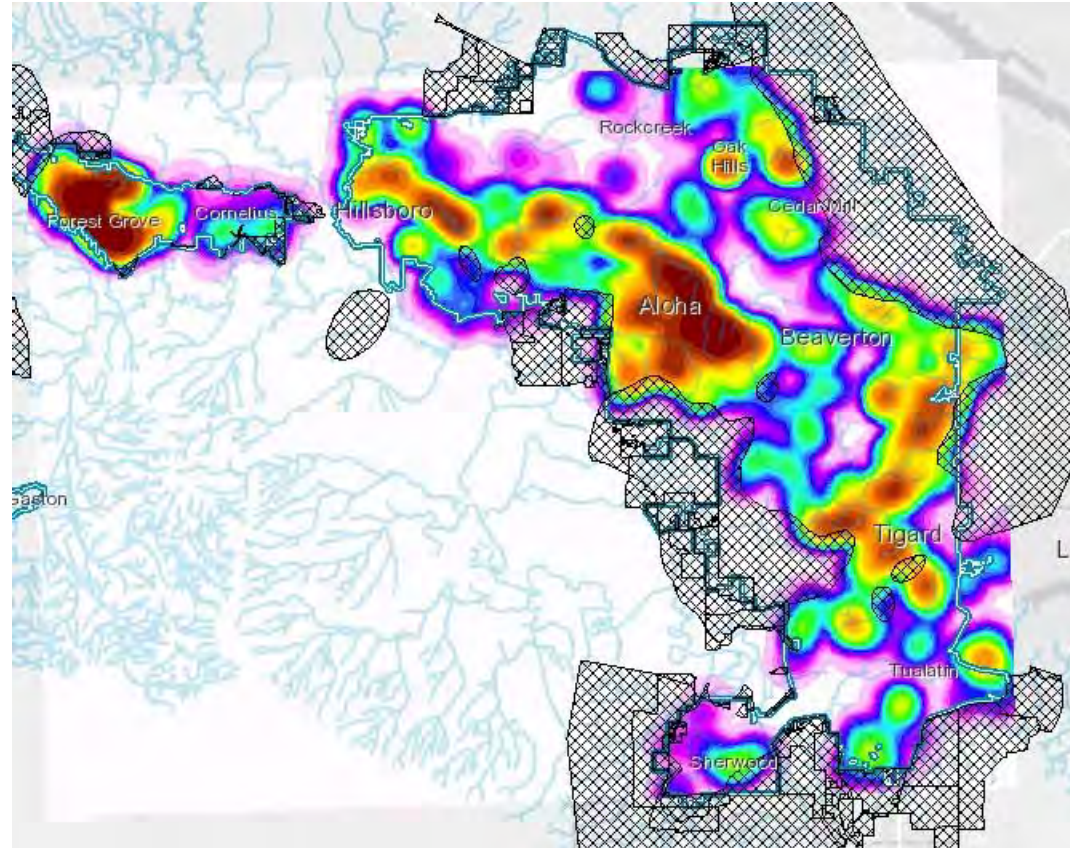 Rockcreek
Oak
Hills
Forest Grove
Cornelius
Hillsboro
Cedar Mill
Aloha
Beaverton
Gaston
Tigard
L
Tualatin
Sherwood